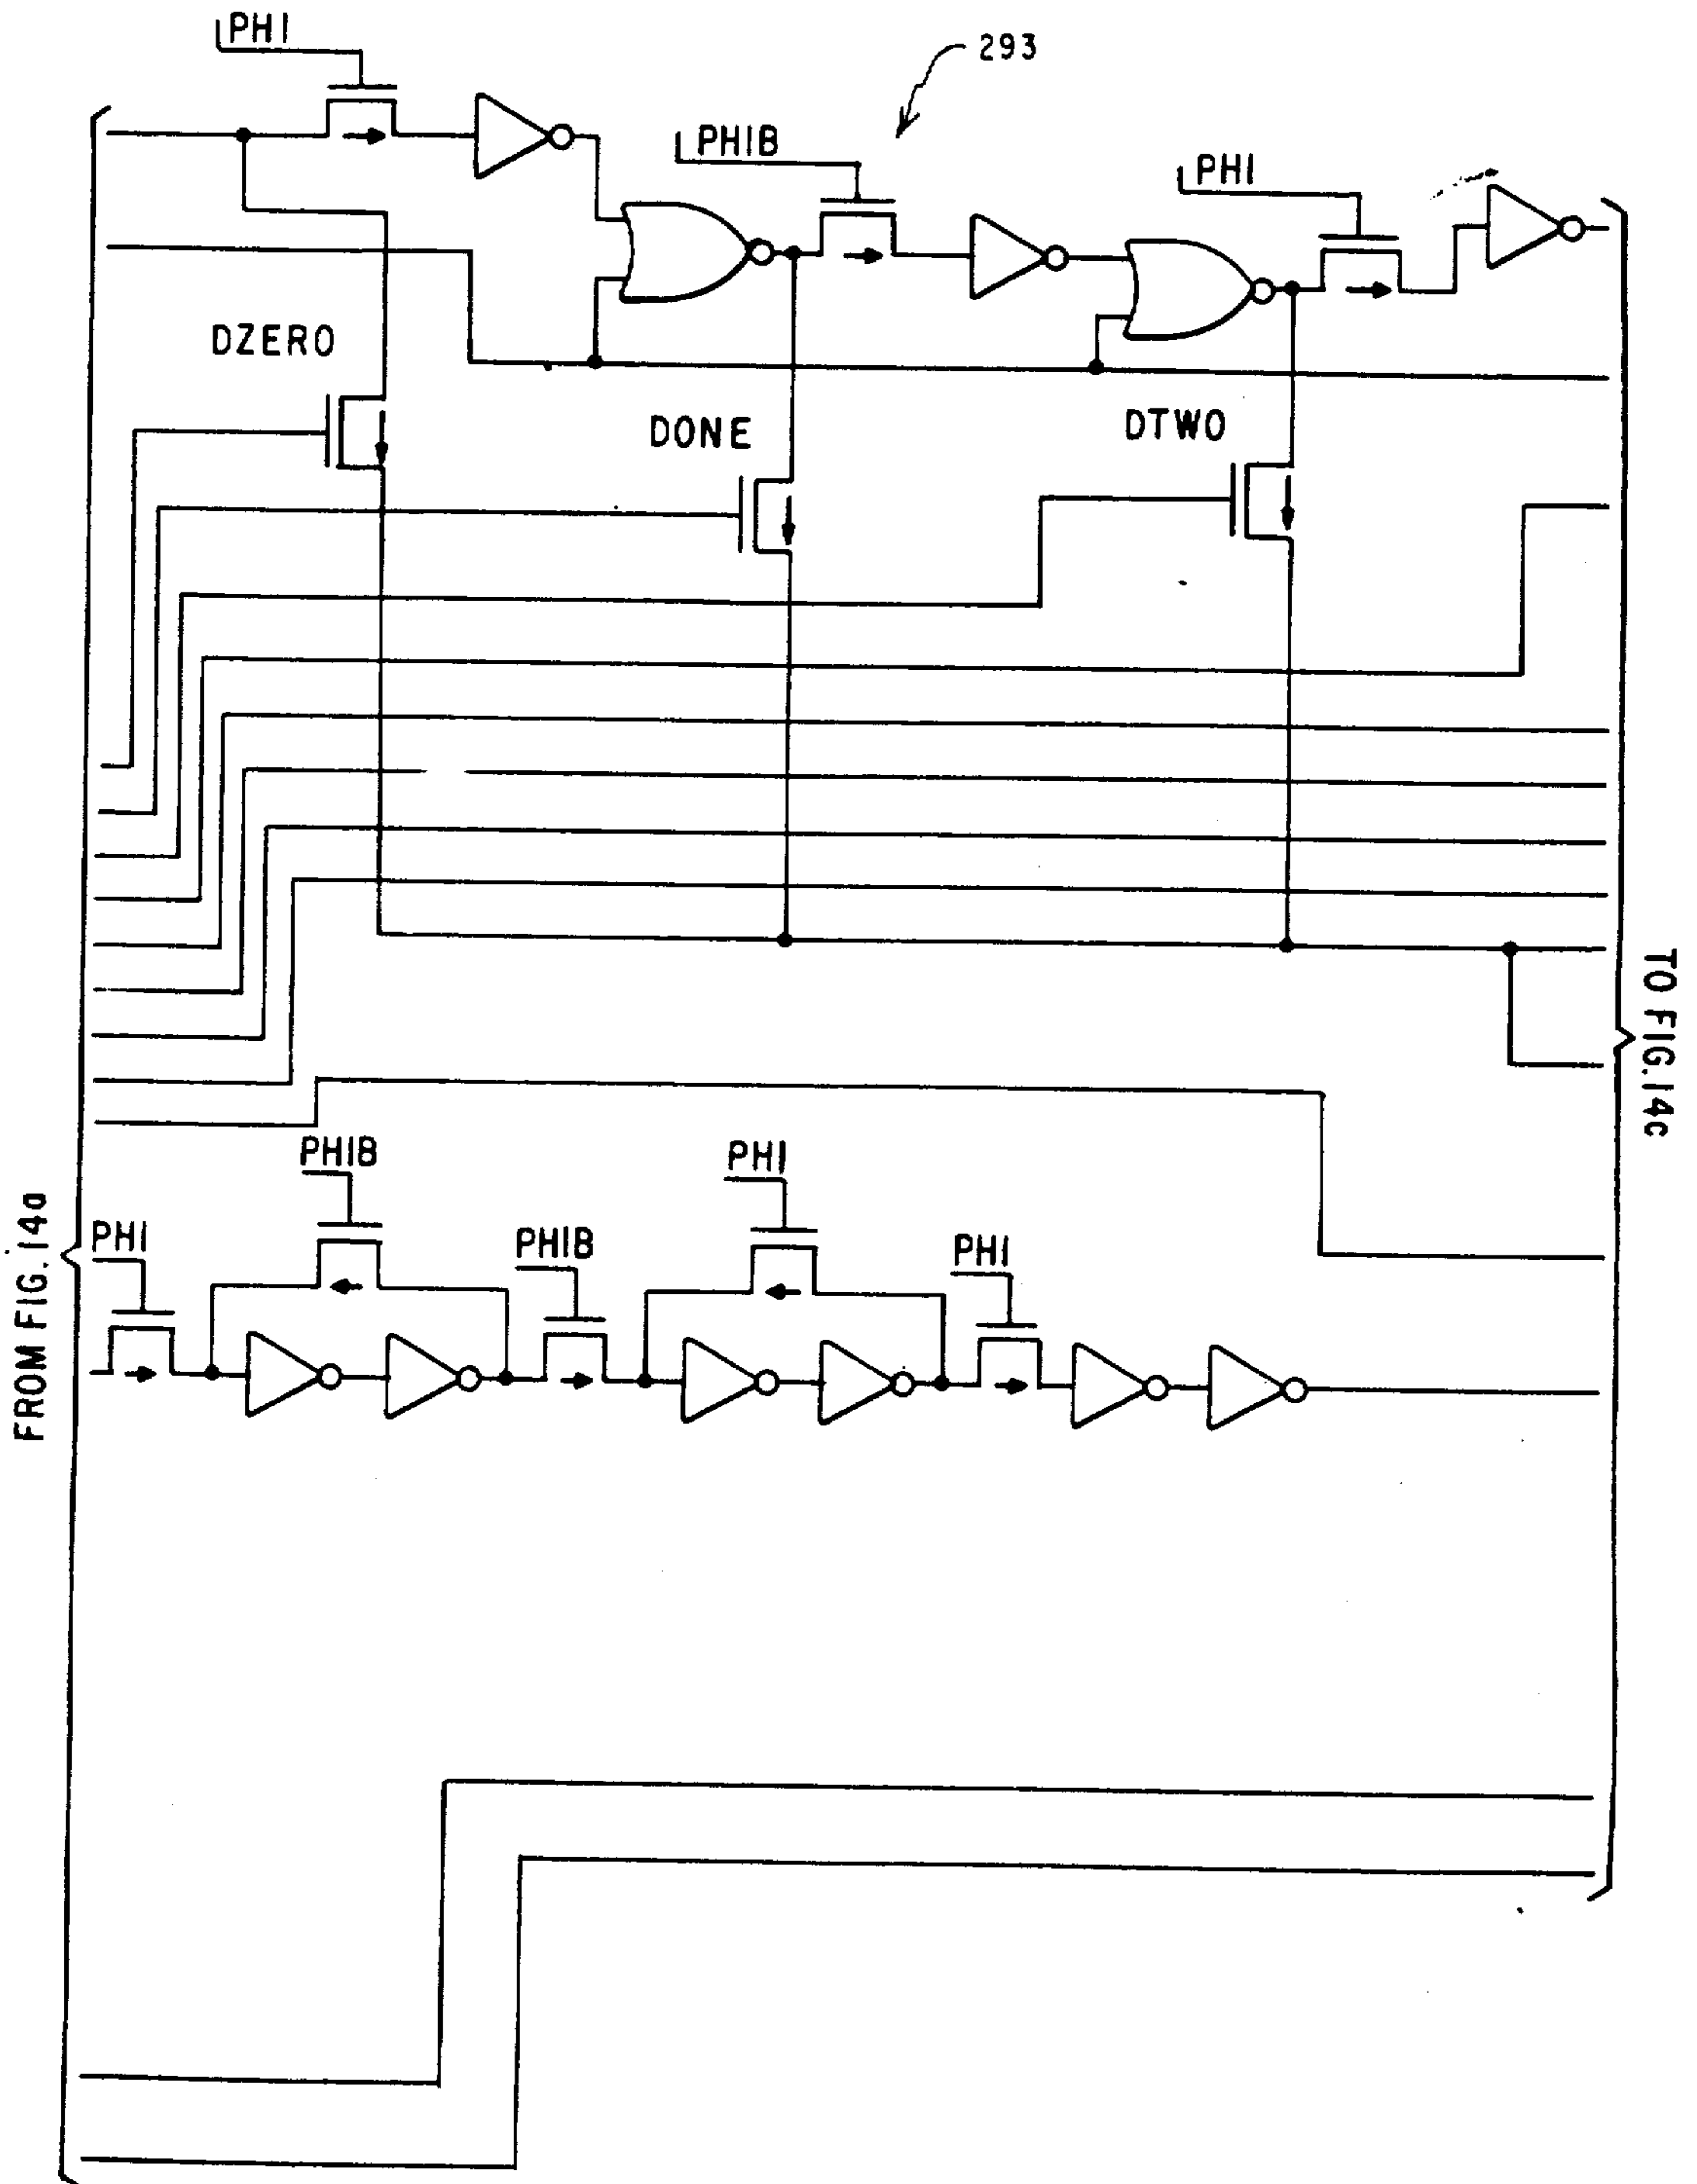 PHI
293
PHIB
PHI
DZERO
DONE
DTWO
TO FIG.14c
PHIB
PHI
PHI
PHIB
PHI
FROM FIG.14a